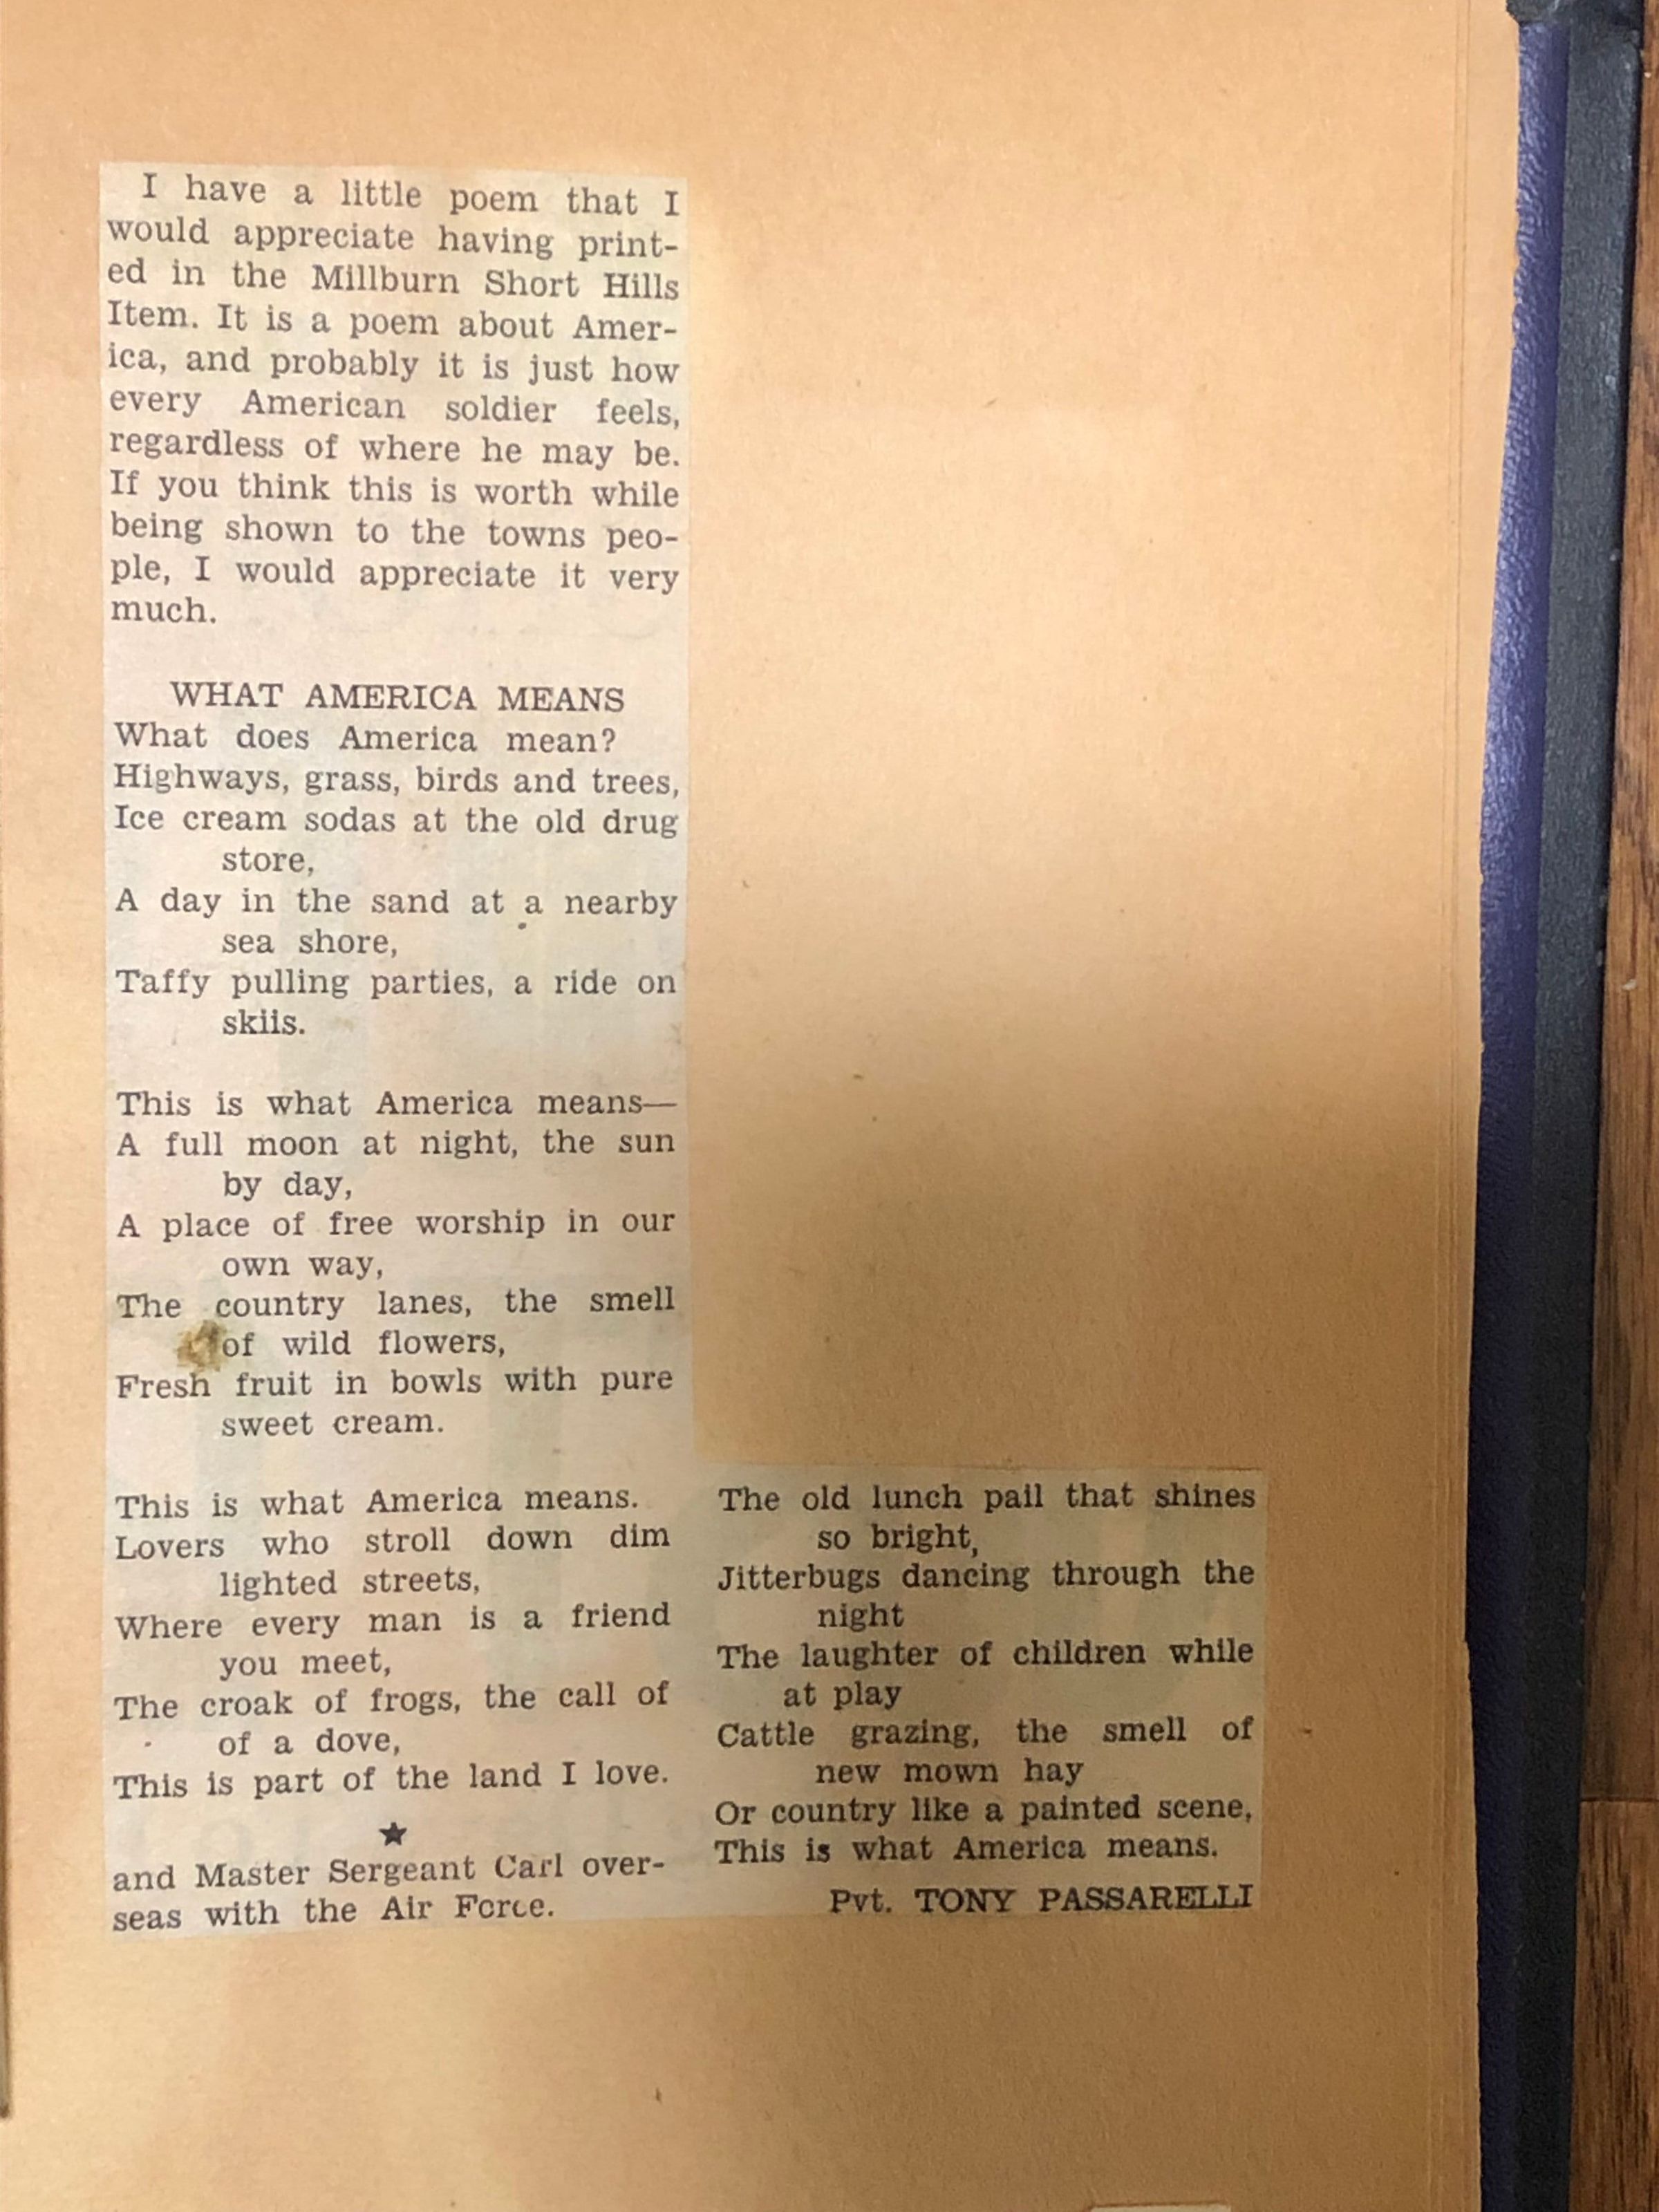 I have a little poem that I
would appreciate having print-
ed in the Millburn Short Hills
Item. It is a poem about Amer-
ica, and probably it is just how
every American soldier feels,
regardless of where he may be.
If you think this is worth while
being shown to the towns peo-
ple, I would appreciate it very
much.
WHAT AMERICA MEANS
What does America mean?
Highways, grass, birds and trees,
Ice cream sodas at the old drug
store,
A day in the sand at a nearby
sea shore,
Taffy pulling parties, a ride on
skiis.
This is what America means—
A full moon at night, the sun
by day,
A place of free worship in our
own way,
The country lanes, the smell
of wild flowers,
Fresh fruit in bowls with pure
sweet cream.
This is what America means.
Lovers who stroll down dim
lighted streets,
Where every man is a friend
you meet,
The croak of frogs, the call of
of a dove,
This is part of the land I love.
★
and Master Sergeant Carl over-
seas with the Air Force.
The old lunch pail that shines
so bright,
Jitterbugs dancing through the
night
The laughter of children while
at play
Cattle grazing, the smell of
new mown hay
Or country like a painted scene,
This is what America means.
Pvt. TONY PASSARELLI